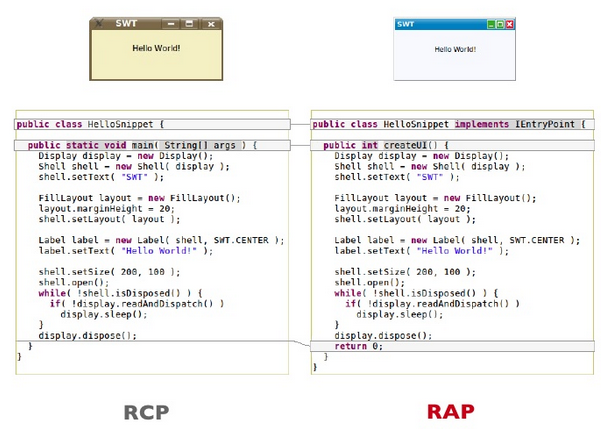 SWT
Hello World!
SWT
Hello World!
public class HelloSnippet {
public static void main( String[] args ) {
Display display = new Display();
Shell shell = new Shell( display );
shell.setText( "SWT" );
FillLayout layout = new FillLayout();
layout.marginHeight = 20;
shell.setLayout( layout );
Label label = new Label( shell, SWT.CENTER );
label.setText( "Hello World!" );
shell.setSize( 200, 100 );
shell.open();
while( !shell.isDisposed() ) {
if( !display.readAndDispatch() )
display.sleep();
}
display.dispose();
}
}
public class HelloSnippet implements IEntryPoint {
public int createUI() {
Display display = new Display();
Shell shell = new Shell( display );
shell.setText( "SWT" );
FillLayout layout = new FillLayout();
layout.marginHeight = 20;
shell.setLayout( layout );
Label label = new Label( shell, SWT.CENTER );
label.setText( "Hello World!" );
shell.setSize( 200, 100 );
shell.open();
while( !shell.isDisposed() ) {
if( !display.readAndDispatch() )
display.sleep();
}
display.dispose();
return 0;
}
}
RCP
RAP